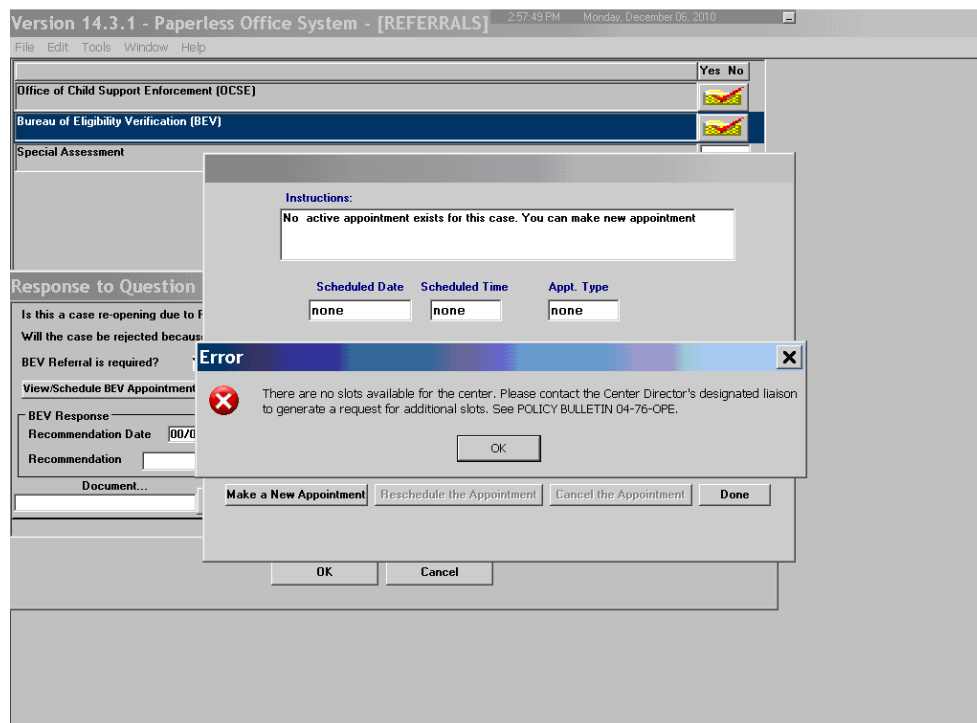 Version 14.3.1 - Paperless Office System - [REFERRALS] 2:57:49 PM Monday, December 06, 2010
File Edit Tools Window Help
Yes No
Office of Child Support Enforcement (OCSE)
Bureau of Eligibility Verification (BEV)
Special Assessment
Instructions:
No active appointment exists for this case. You can make new appointment
Scheduled Date Scheduled Time Appt. Type
none none none
Response to Question
Is this a case re-opening due to
Will the case be rejected
BEV Referral is required?
View/Schedule BEV Appointment
BEV Response
Recommendation Date 00/0
Recommendation
Document...
Error
There are no slots available for the center. Please contact the Center Director's designated liaison
to generate a request for additional slots. See POLICY BULLETIN 04-76-OPE.
OK
Make a New Appointment Reschedule the Appointment Cancel the Appointment Done
OK Cancel